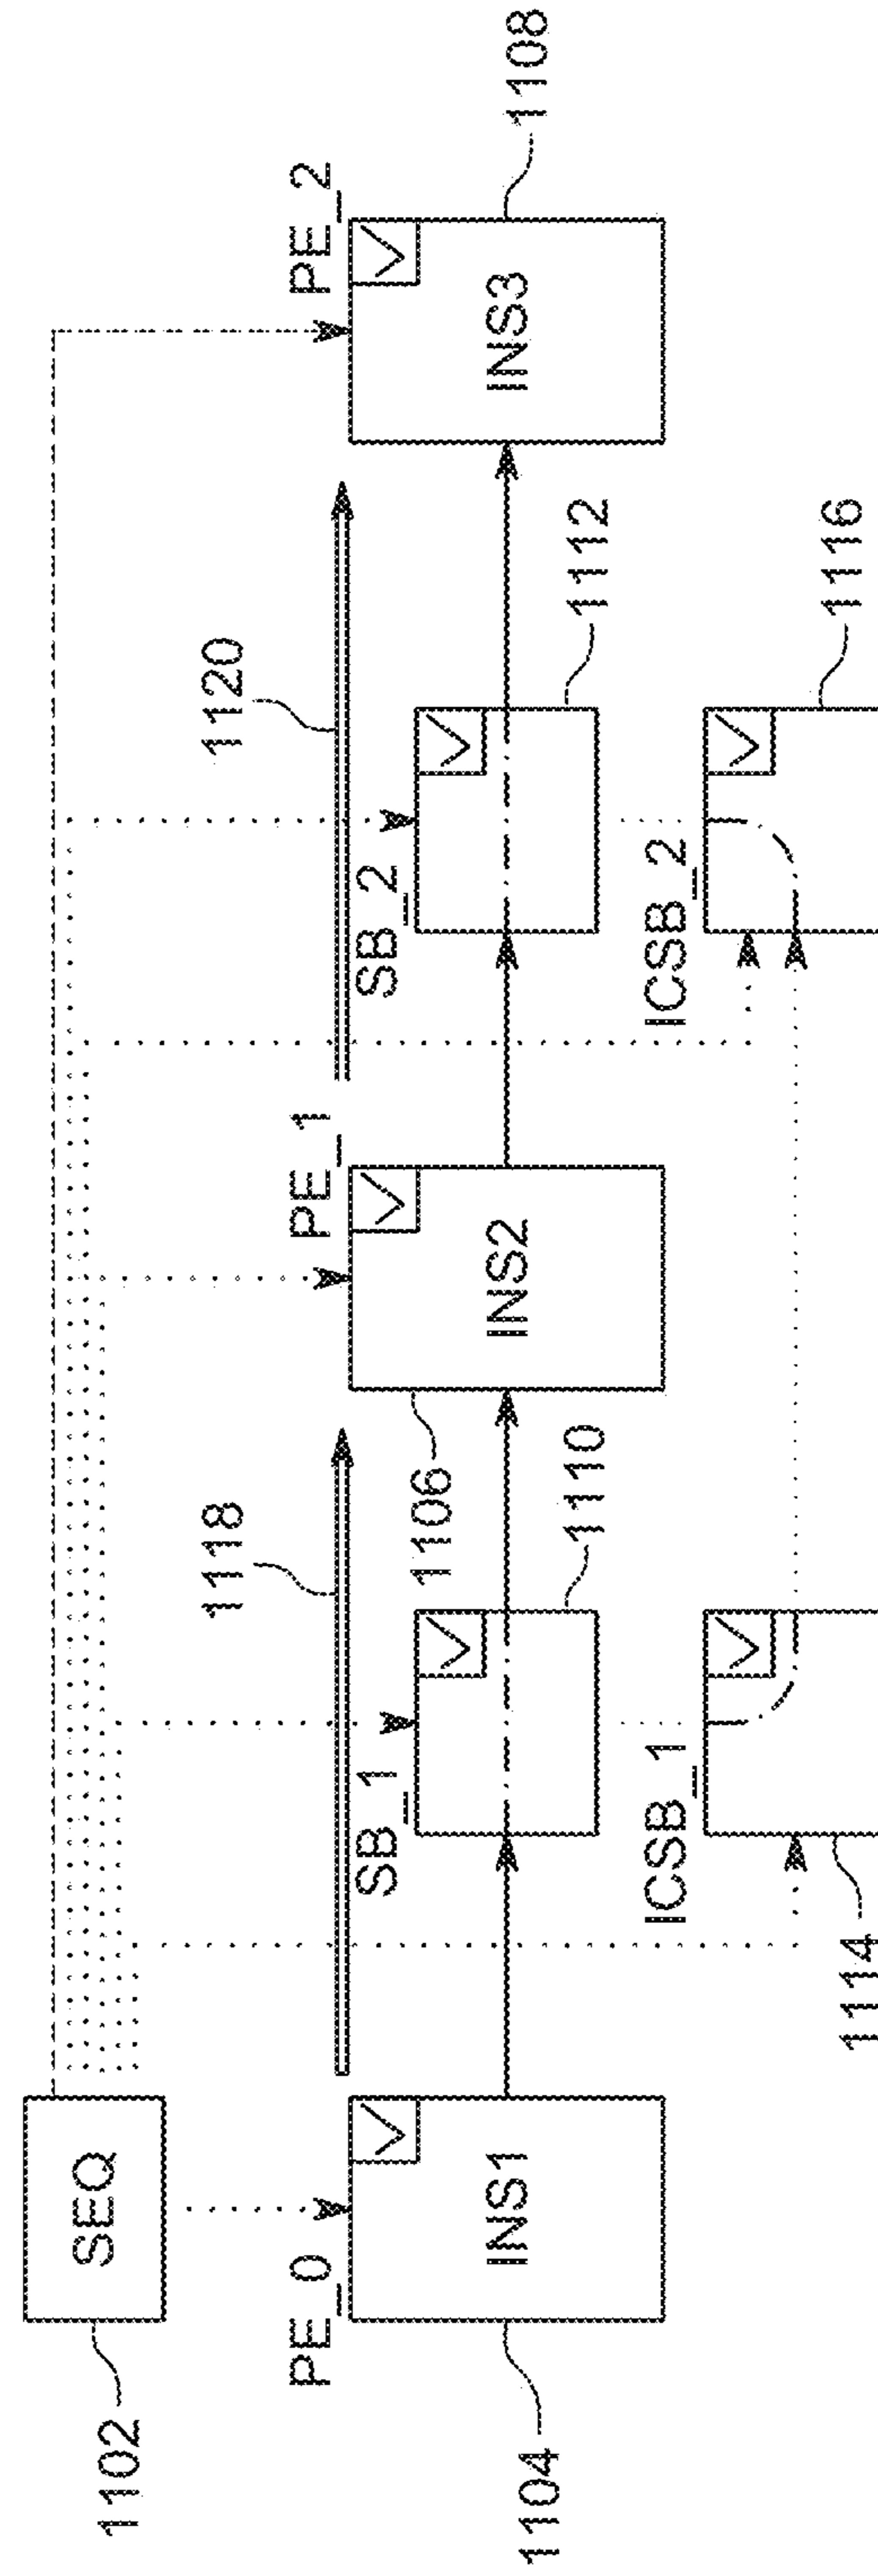 1102
SEQ
1118
1120
PE_0
PE_1
PE_2
V
V
V
SB_1
SB_2
V
V
1106
INS1
INS2
INS3
1104
1108
1110
1112
ICSB_1
ICSB_2
V
V
1114
1116